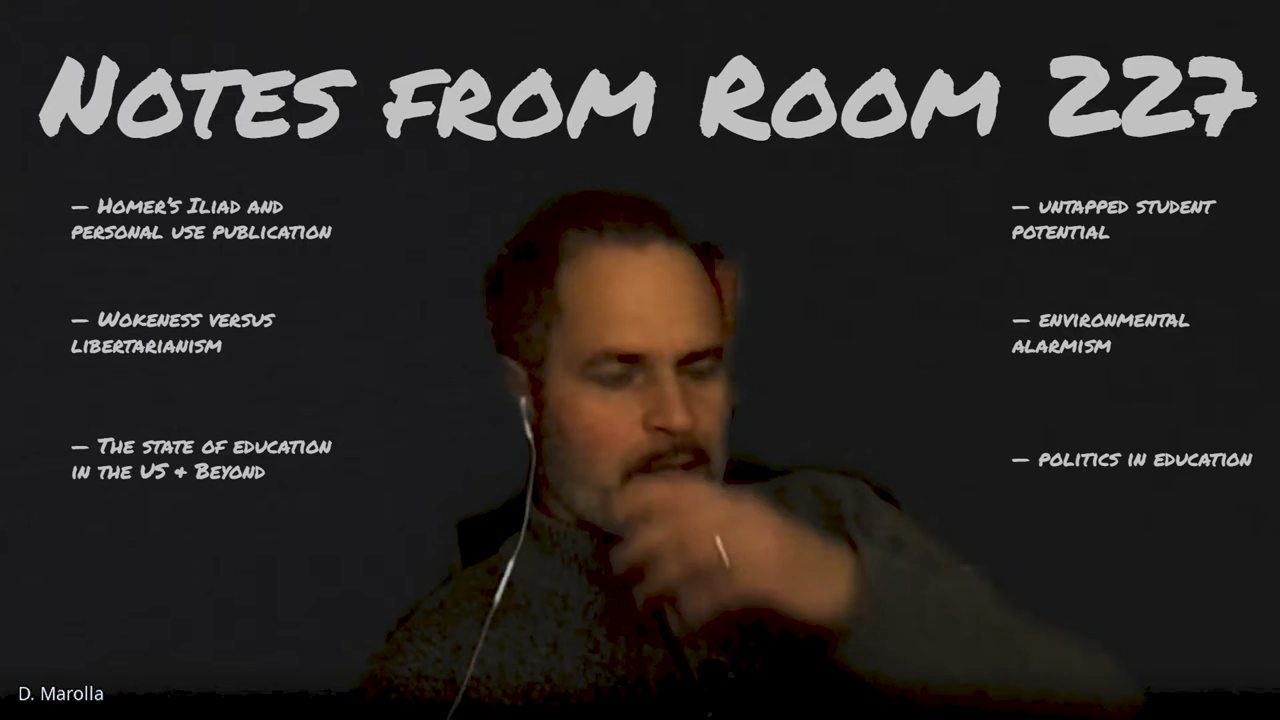 NOTES FROM ROOM 227
— HOMER'S ILIAD AND
PERSONAL USE PUBLICATION
— WOKENESS VERSUS
LIBERTARIANISM
— THE STATE OF EDUCATION
IN THE US & BEYOND
— UNTAPPED STUDENT
POTENTIAL
— ENVIRONMENTAL
ALARMISM
— POLITICS IN EDUCATION
D. Marolla